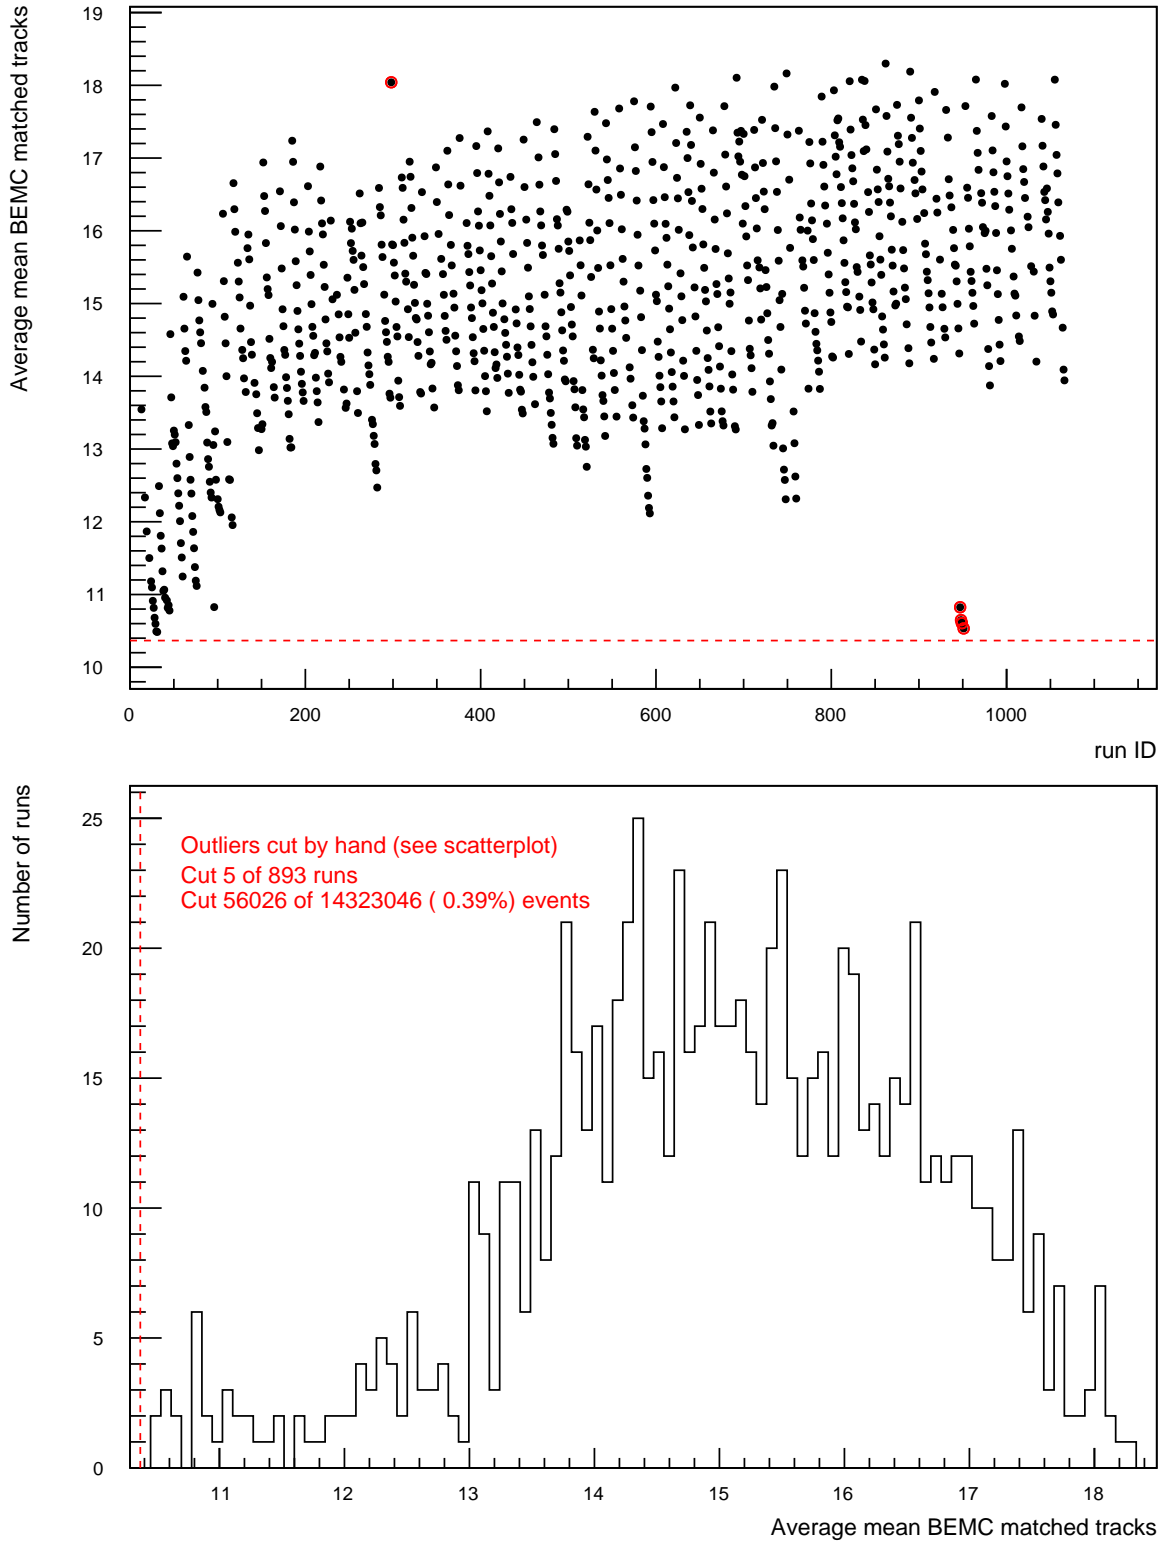 Average mean BEMC matched tracks
19
18
17
16
15
14
13
12
11
10
0 200 400 600 800 1000
run ID
Number of runs
25
20
15
10
5
0
Outliers cut by hand (see scatterplot)
Cut 5 of 893 runs
Cut 56026 of 14323046 ( 0.39%) events
11 12 13 14 15 16 17 18
Average mean BEMC matched tracks